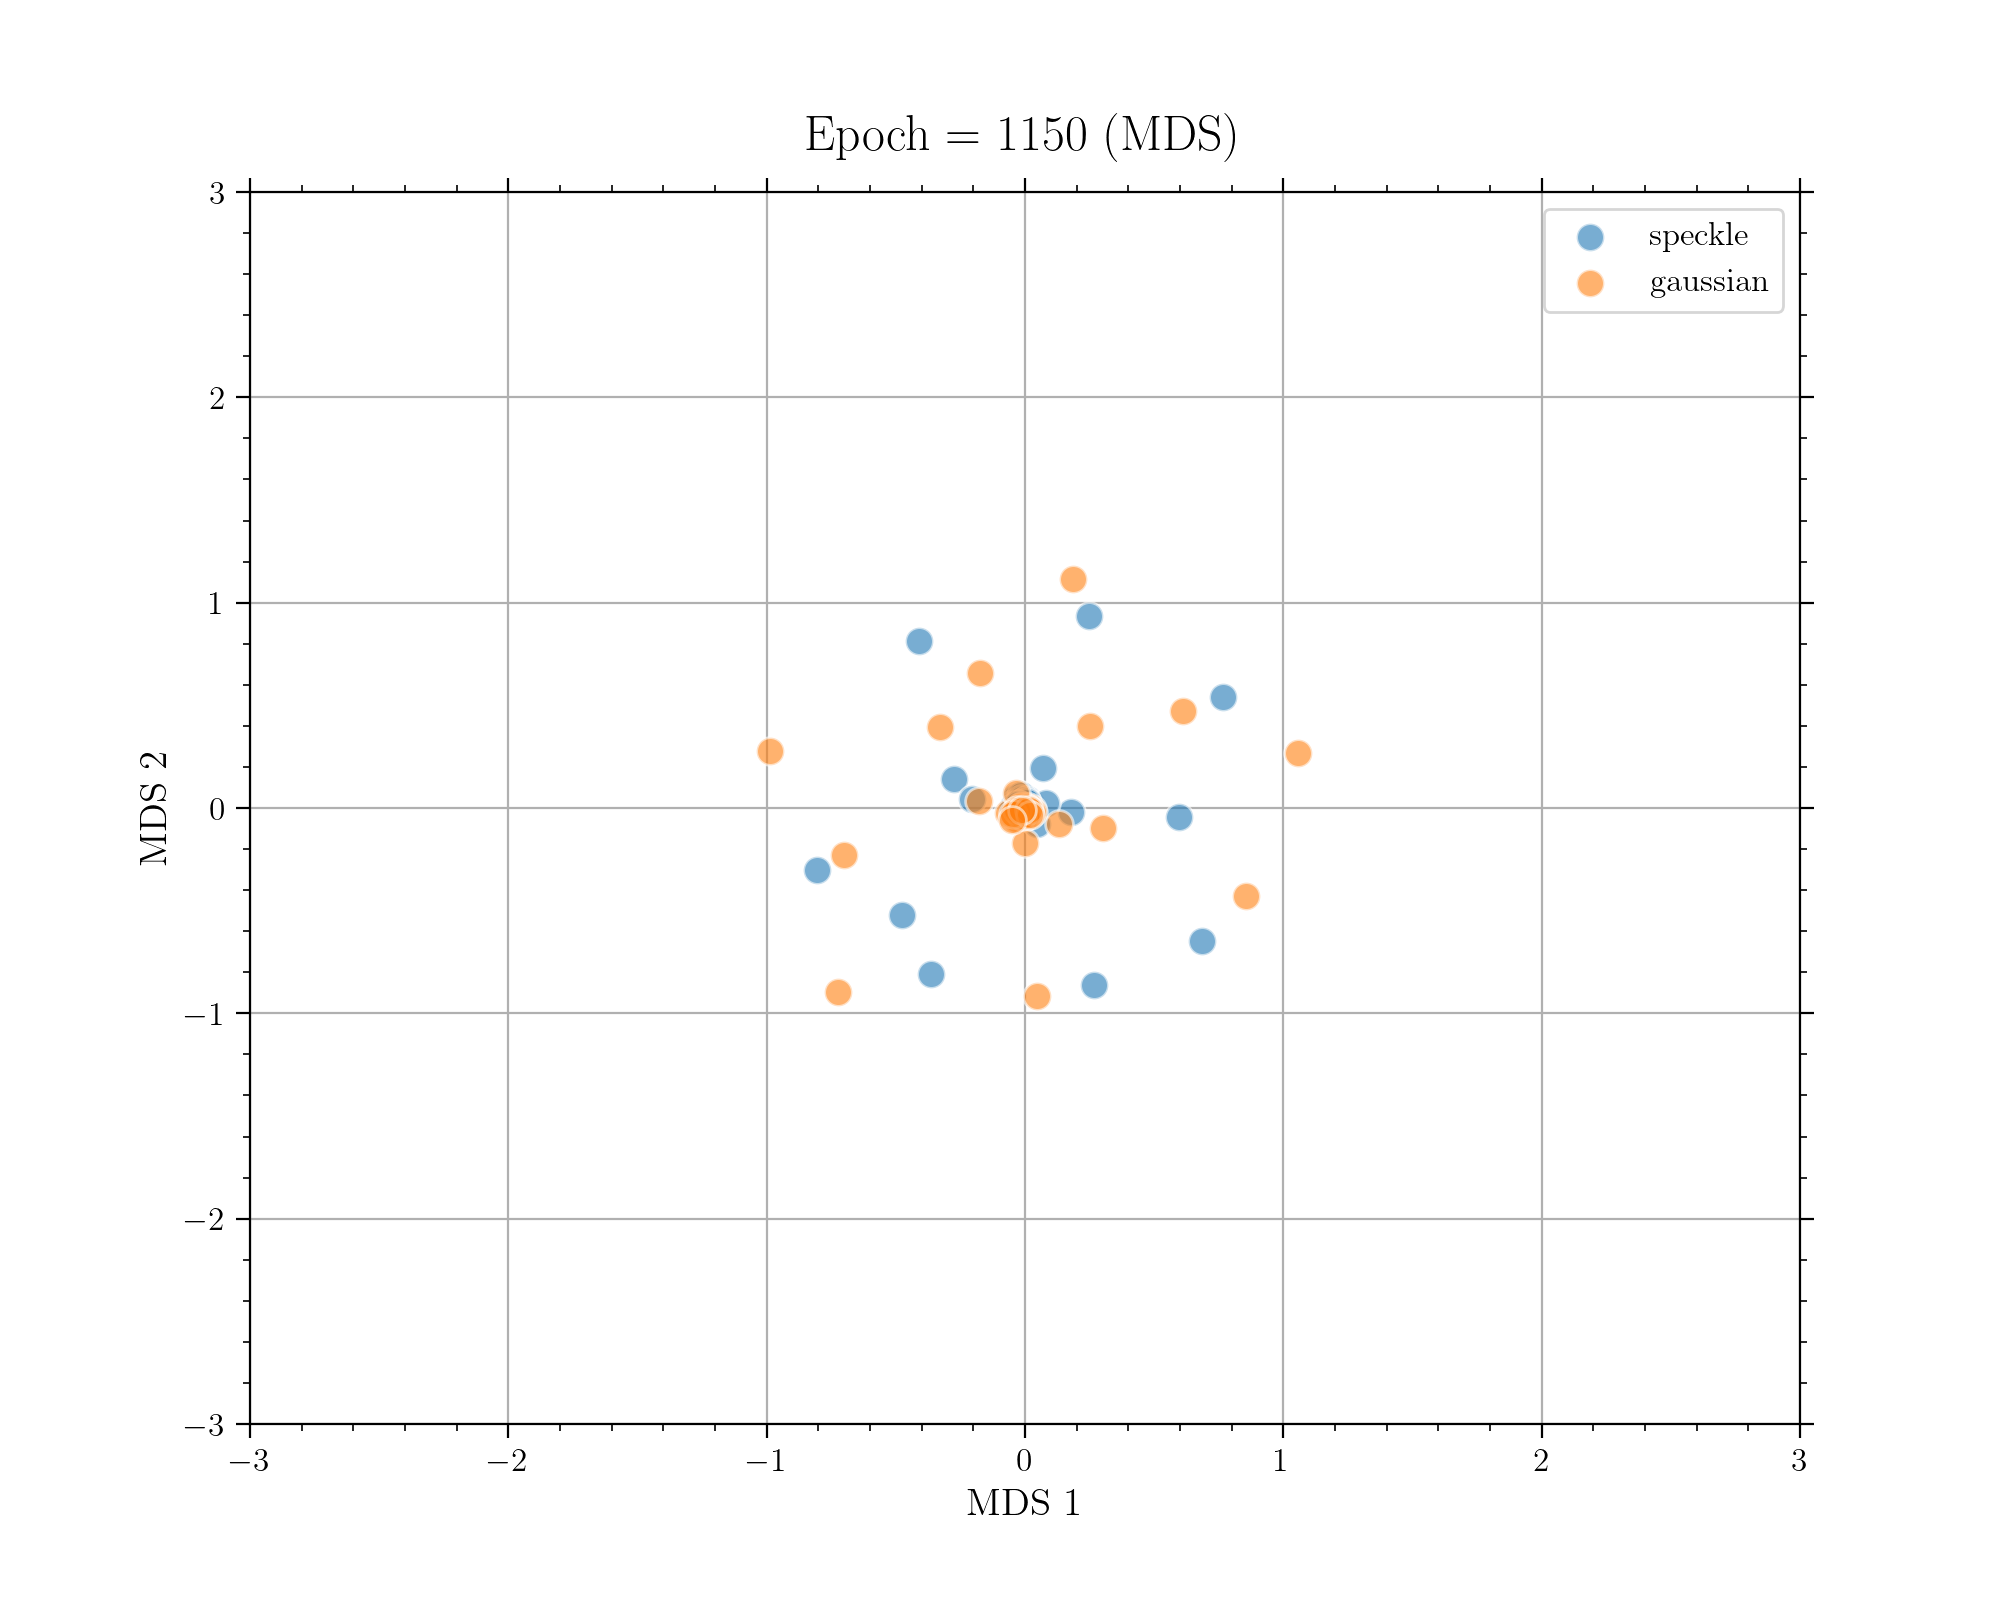 Epoch = 1150 (MDS)
speckle
gaussian
MDS 2
3
2
1
0
−1
−2
−3
−3 −2 −1 0 1 2 3
MDS 1